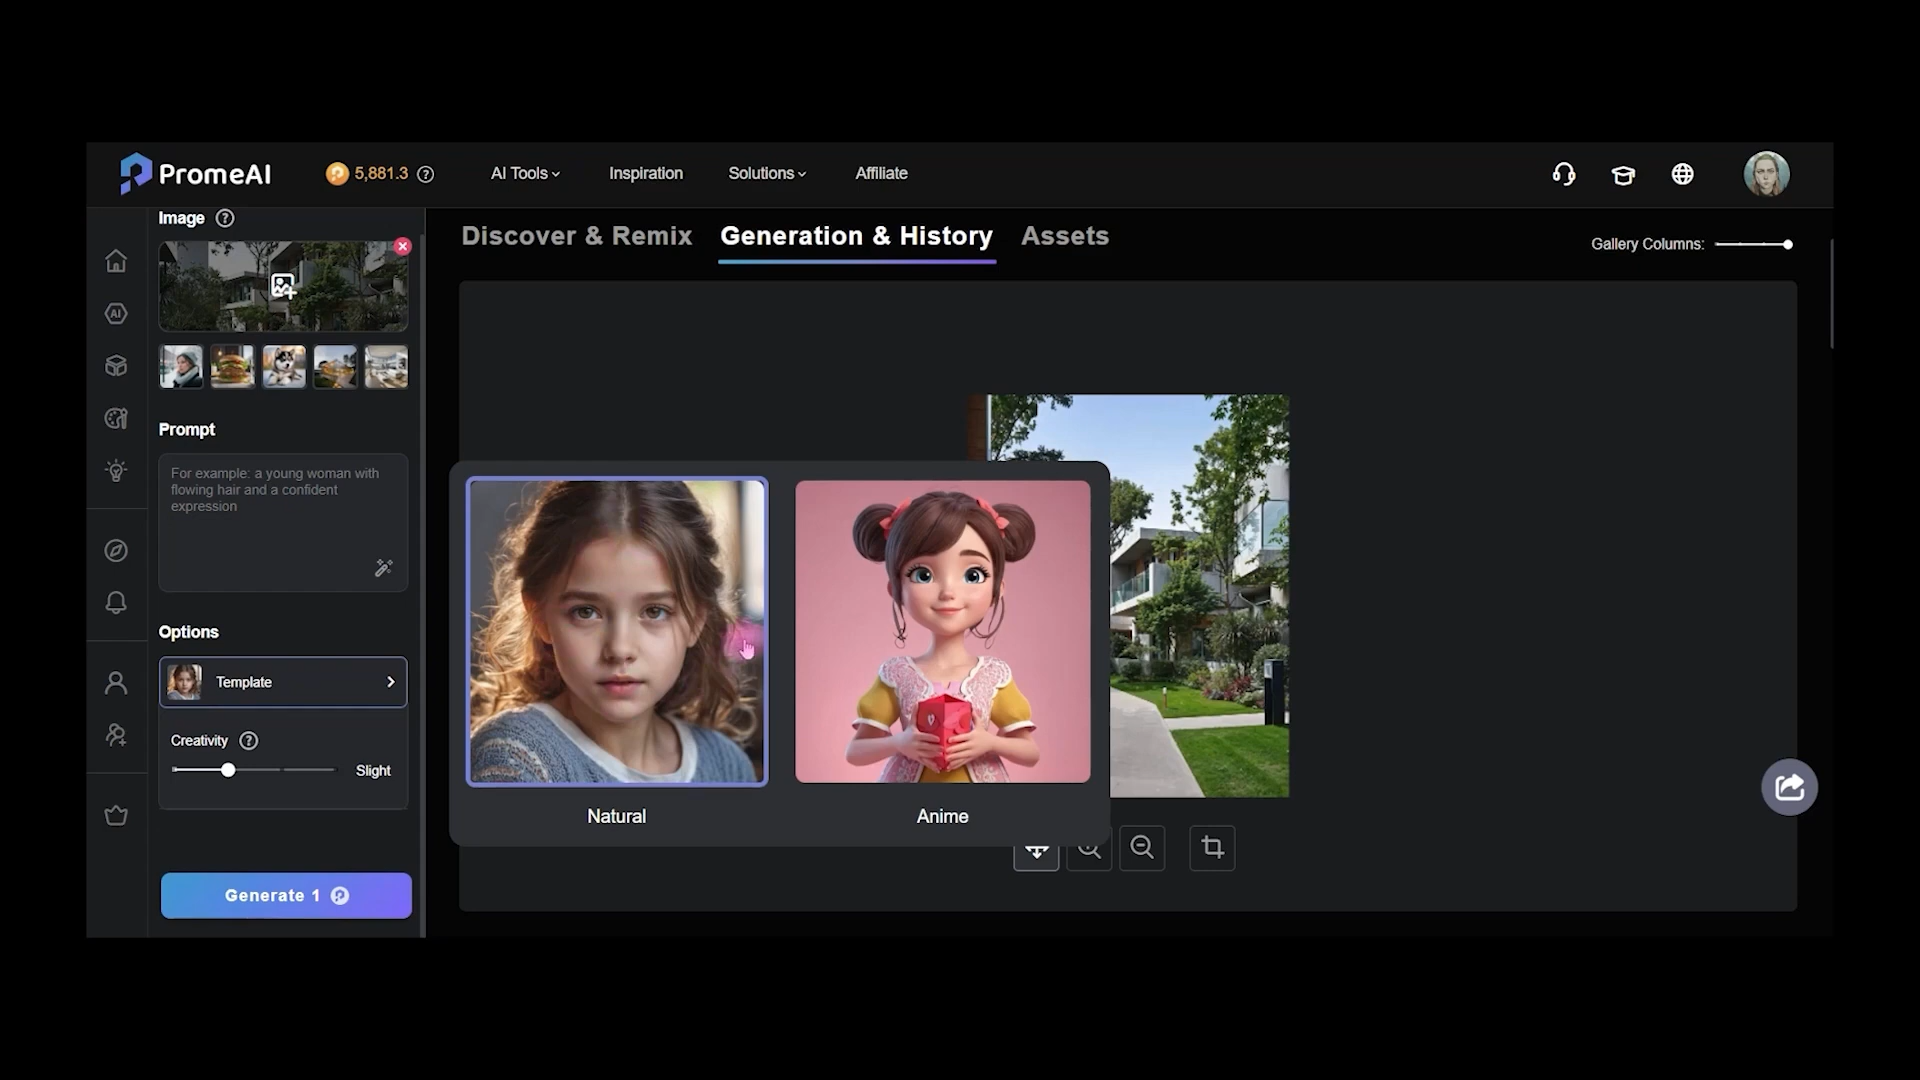 PromeAI
5,881.3
AI Tools
Inspiration
Solutions
Affiliate
Image
Discover & Remix
Generation & History
Assets
Gallery Columns:
Prompt
For example: a young woman with
flowing hair and a confident
expression
Options
Template
Creativity
Slight
Natural
Anime
Generate 1